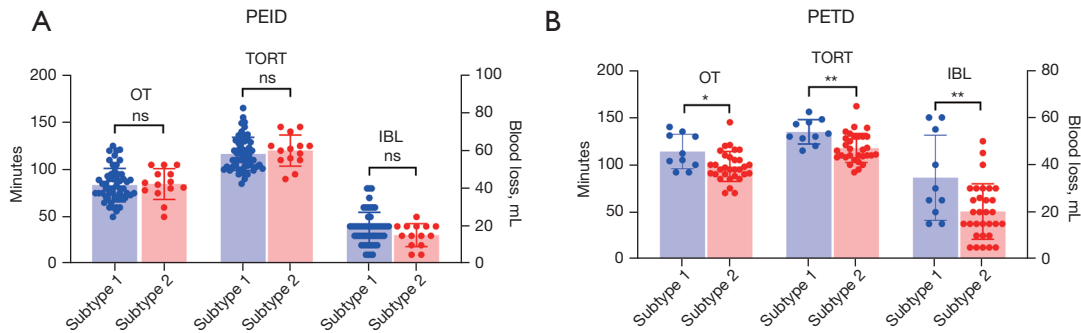 A
PEID
TORT
ns
OT
ns
IBL
ns
200
150
100
50
0
Minutes
100
80
60
40
20
0
Blood loss, mL
Subtype 1
Subtype 2
Subtype 1
Subtype 2
Subtype 1
Subtype 2
B
PETD
OT
*
TORT
**
IBL
**
200
150
100
50
0
Minutes
80
60
40
20
0
Blood loss, mL
Subtype 1
Subtype 2
Subtype 1
Subtype 2
Subtype 1
Subtype 2